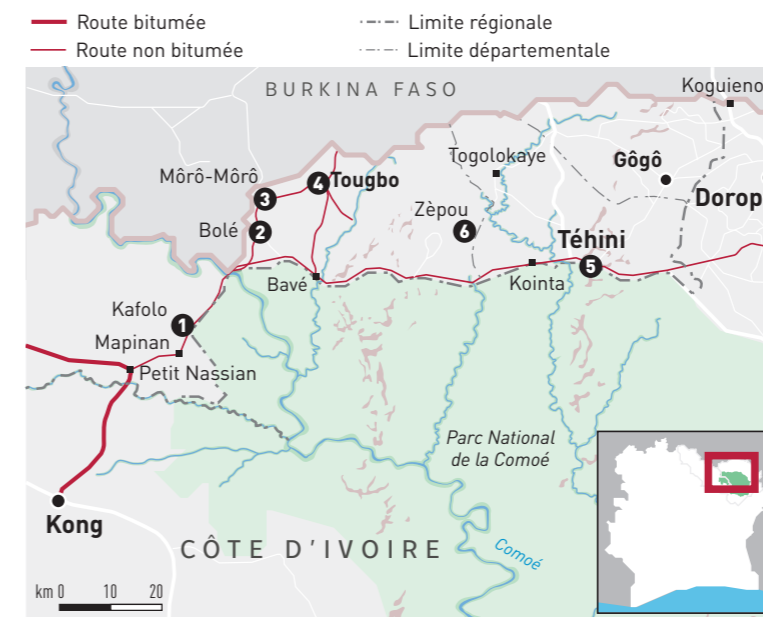 Route bitumée
Limite régionale
Route non bitumée
Limite départementale
BURKINA FASO
Koguieno
Togolokaye
Gôgô
Môrô-Môrô
3
4
Tougbo
Dorop
Bolé
2
Zèpou
6
Téhini
5
Bavé
Kointa
Kafolo
1
Mapinan
Petit Nassian
Parc National
de la Comoé
Kong
CÔTE D'IVOIRE
Comoé
km 0 10 20